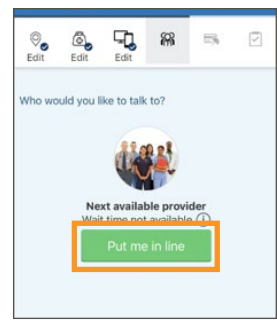 Edit Edit Edit
Who would you like to talk to?
Next available provider
Wait time not available
Put me in line